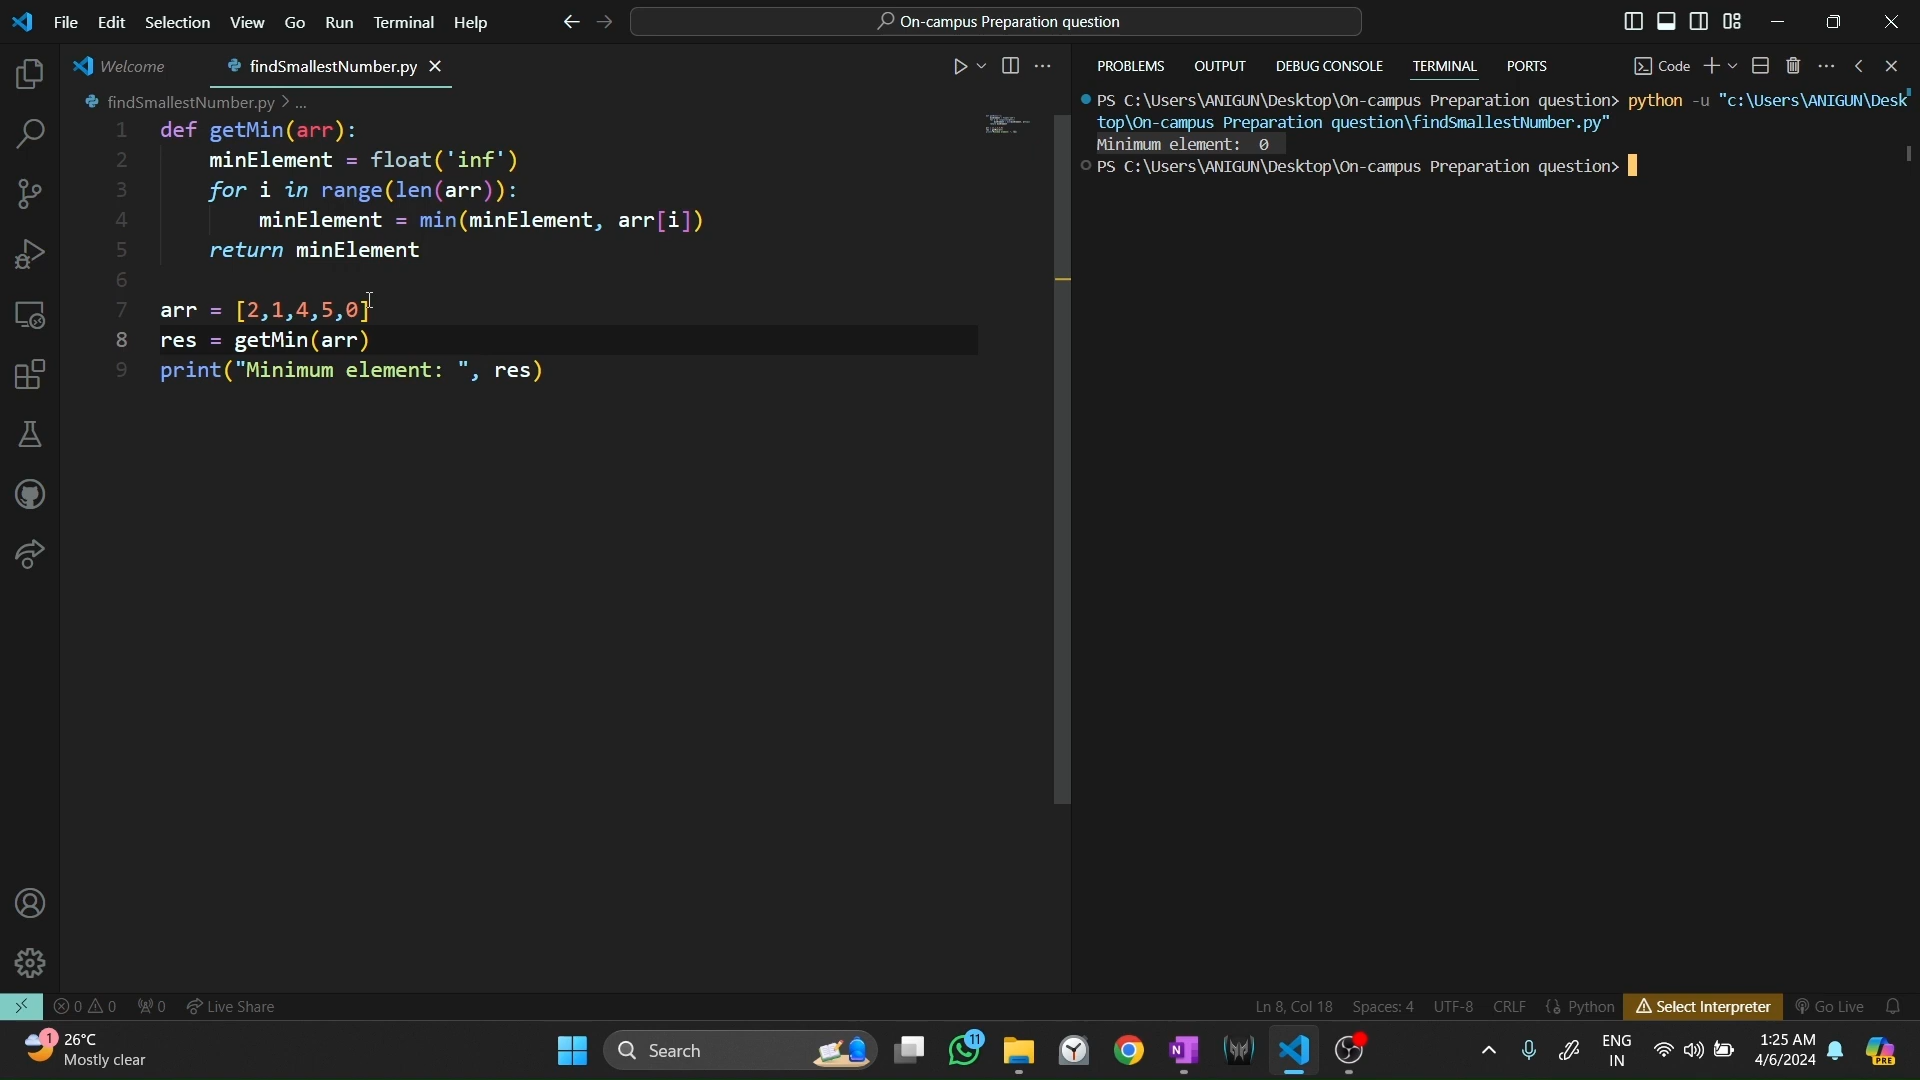 File Edit Selection View Go Run Terminal Help
On-campus Preparation question
Welcome findSmallestNumber.py
findSmallestNumber.py > ...
1 def getMin(arr):
2     minElement = float('inf')
3     for i in range(len(arr)):
4         minElement = min(minElement, arr[i])
5     return minElement
6
7 arr = [2,1,4,5,0]
8 res = getMin(arr)
9 print("Minimum element: ", res)
PROBLEMS OUTPUT DEBUG CONSOLE TERMINAL PORTS Code
PS C:\Users\ANIGUN\Desktop\On-campus Preparation question> python -u "c:\Users\ANIGUN\Desk
top\On-campus Preparation question\findSmallestNumber.py"
Minimum element:  0
PS C:\Users\ANIGUN\Desktop\On-campus Preparation question>
0 0 0 Live Share Ln 8, Col 18 Spaces: 4 UTF-8 CRLF Python Select Interpreter Go Live
1 26°C
Mostly clear
Search
11
PRE
ENG
IN
1:25 AM
4/6/2024